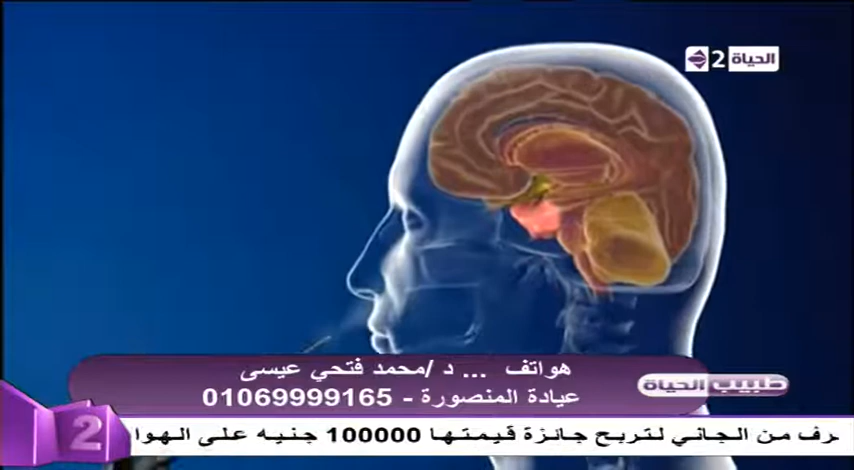 الحياة 2
هواتف ... د /محمد فتحي عيسى
عيادة المنصورة - 01069999165
طبيب الحياة
2
رف من الجاني لتربح جائزة قيمتها 100000 جنيه على الهوا